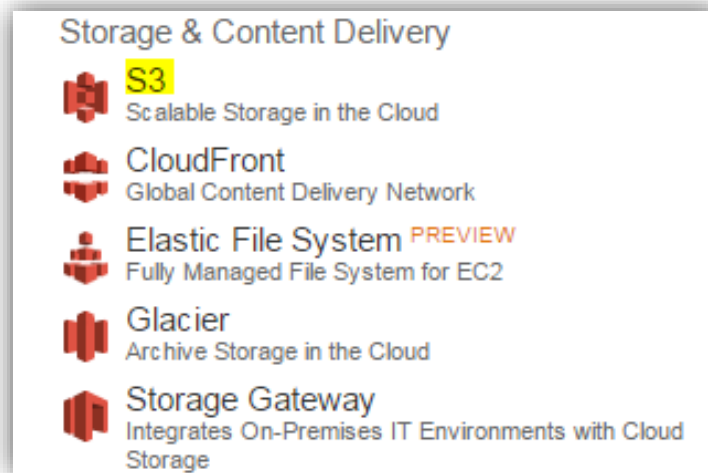 Storage & Content Delivery
S3
Scalable Storage in the Cloud
CloudFront
Global Content Delivery Network
Elastic File System PREVIEW
Fully Managed File System for EC2
Glacier
Archive Storage in the Cloud
Storage Gateway
Integrates On-Premises IT Environments with Cloud
Storage